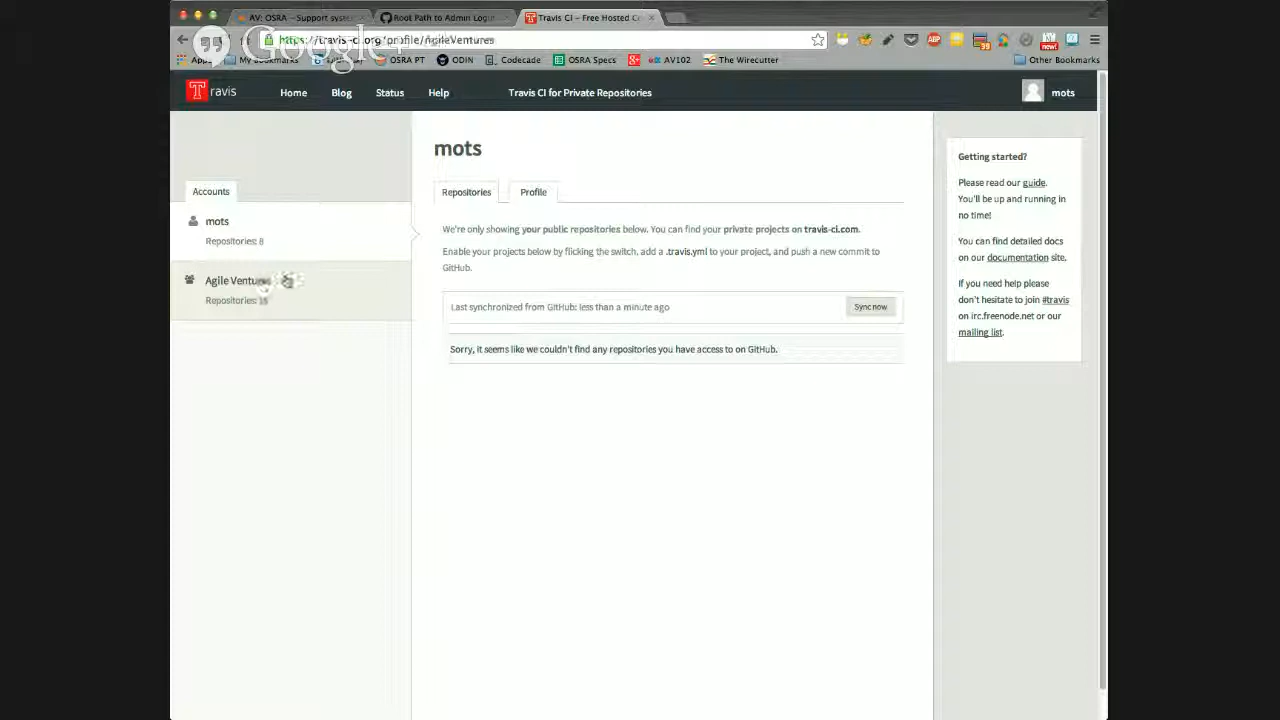 AV: OSRA - Support syste
Root Path to Admin Login
Travis CI - Free Hosted C
Google+
https://travis-ci.org/profile/AgileVentures
Apps
My Bookmarks
OSRA PT
ODIN
Codecade
OSRA Specs
AV102
The Wirecutter
Other Bookmarks
Travis
Home
Blog
Status
Help
Travis CI for Private Repositories
mots
Accounts
mots
Repositories: 8
Agile Ventures
Repositories: 15
mots
Repositories
Profile
We're only showing your public repositories below. You can find your private projects on travis-ci.com.
Enable your projects below by flicking the switch, add a .travis.yml to your project, and push a new commit to
GitHub.
Last synchronized from GitHub: less than a minute ago
Sync now
Sorry, it seems like we couldn't find any repositories you have access to on GitHub.
Getting started?
Please read our guide.
You'll be up and running in
no time!
You can find detailed docs
on our documentation site.
If you need help please
don't hesitate to join #travis
on irc.freenode.net or our
mailing list.